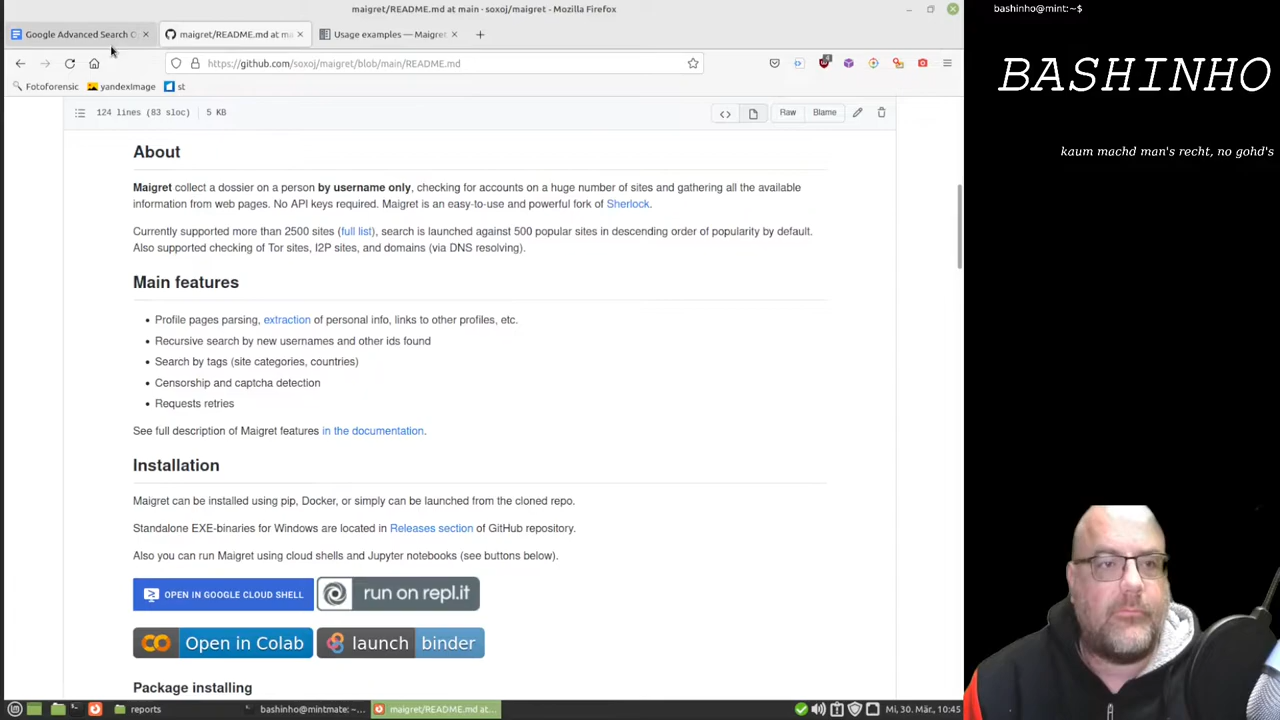 maigret/README.md at main · soxoj/maigret - Mozilla Firefox
bashinho@mint:~$
Google Advanced Search O
maigret/README.md at ma
Usage examples — Maigret
https://github.com/soxoj/maigret/blob/main/README.md
4
Fotoforensic
yandexImage
st
BASHINHO
kaum machd man's recht, no gohd's
124 lines (83 sloc)
5 KB
Raw
Blame
About
Maigret collect a dossier on a person by username only, checking for accounts on a huge number of sites and gathering all the available
information from web pages. No API keys required. Maigret is an easy-to-use and powerful fork of Sherlock.
Currently supported more than 2500 sites (full list), search is launched against 500 popular sites in descending order of popularity by default.
Also supported checking of Tor sites, I2P sites, and domains (via DNS resolving).
Main features
• Profile pages parsing, extraction of personal info, links to other profiles, etc.
• Recursive search by new usernames and other ids found
• Search by tags (site categories, countries)
• Censorship and captcha detection
• Requests retries
See full description of Maigret features in the documentation.
Installation
Maigret can be installed using pip, Docker, or simply can be launched from the cloned repo.
Standalone EXE-binaries for Windows are located in Releases section of GitHub repository.
Also you can run Maigret using cloud shells and Jupyter notebooks (see buttons below).
OPEN IN GOOGLE CLOUD SHELL
run on repl.it
Open in Colab
launch binder
Package installing
reports
bashinho@mintmate: ~...
maigret/README.md at...
Mi, 30. Mär., 10:45